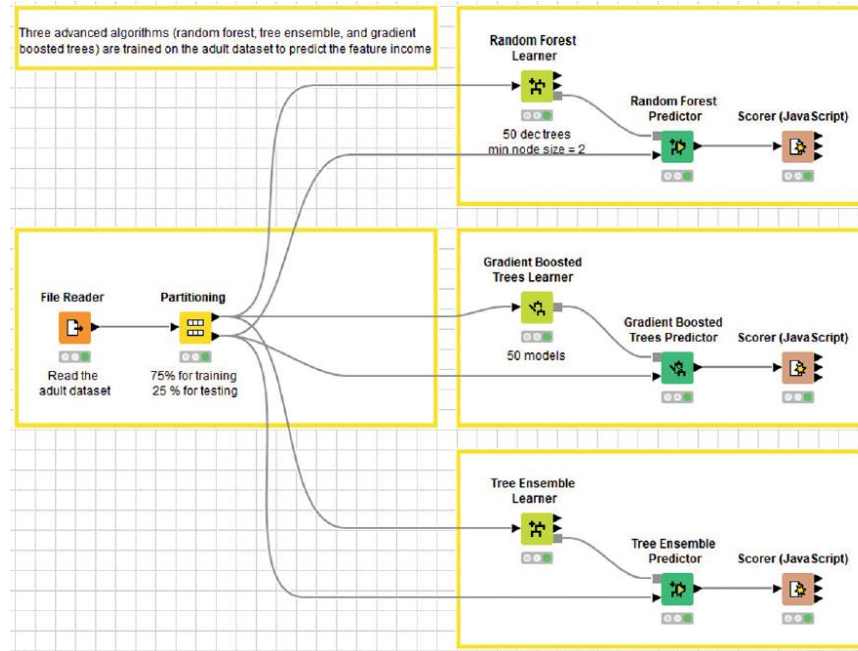 Three advanced algorithms (random forest, tree ensemble, and gradient
boosted trees) are trained on the adult dataset to predict the feature income
Random Forest
Learner
50 dec trees
min node size = 2
Random Forest
Predictor
Scorer (JavaScript)
File Reader
Read the
adult dataset
Partitioning
75% for training
25 % for testing
Gradient Boosted
Trees Learner
50 models
Gradient Boosted
Trees Predictor
Scorer (JavaScript)
Tree Ensemble
Learner
Tree Ensemble
Predictor
Scorer (JavaScript)